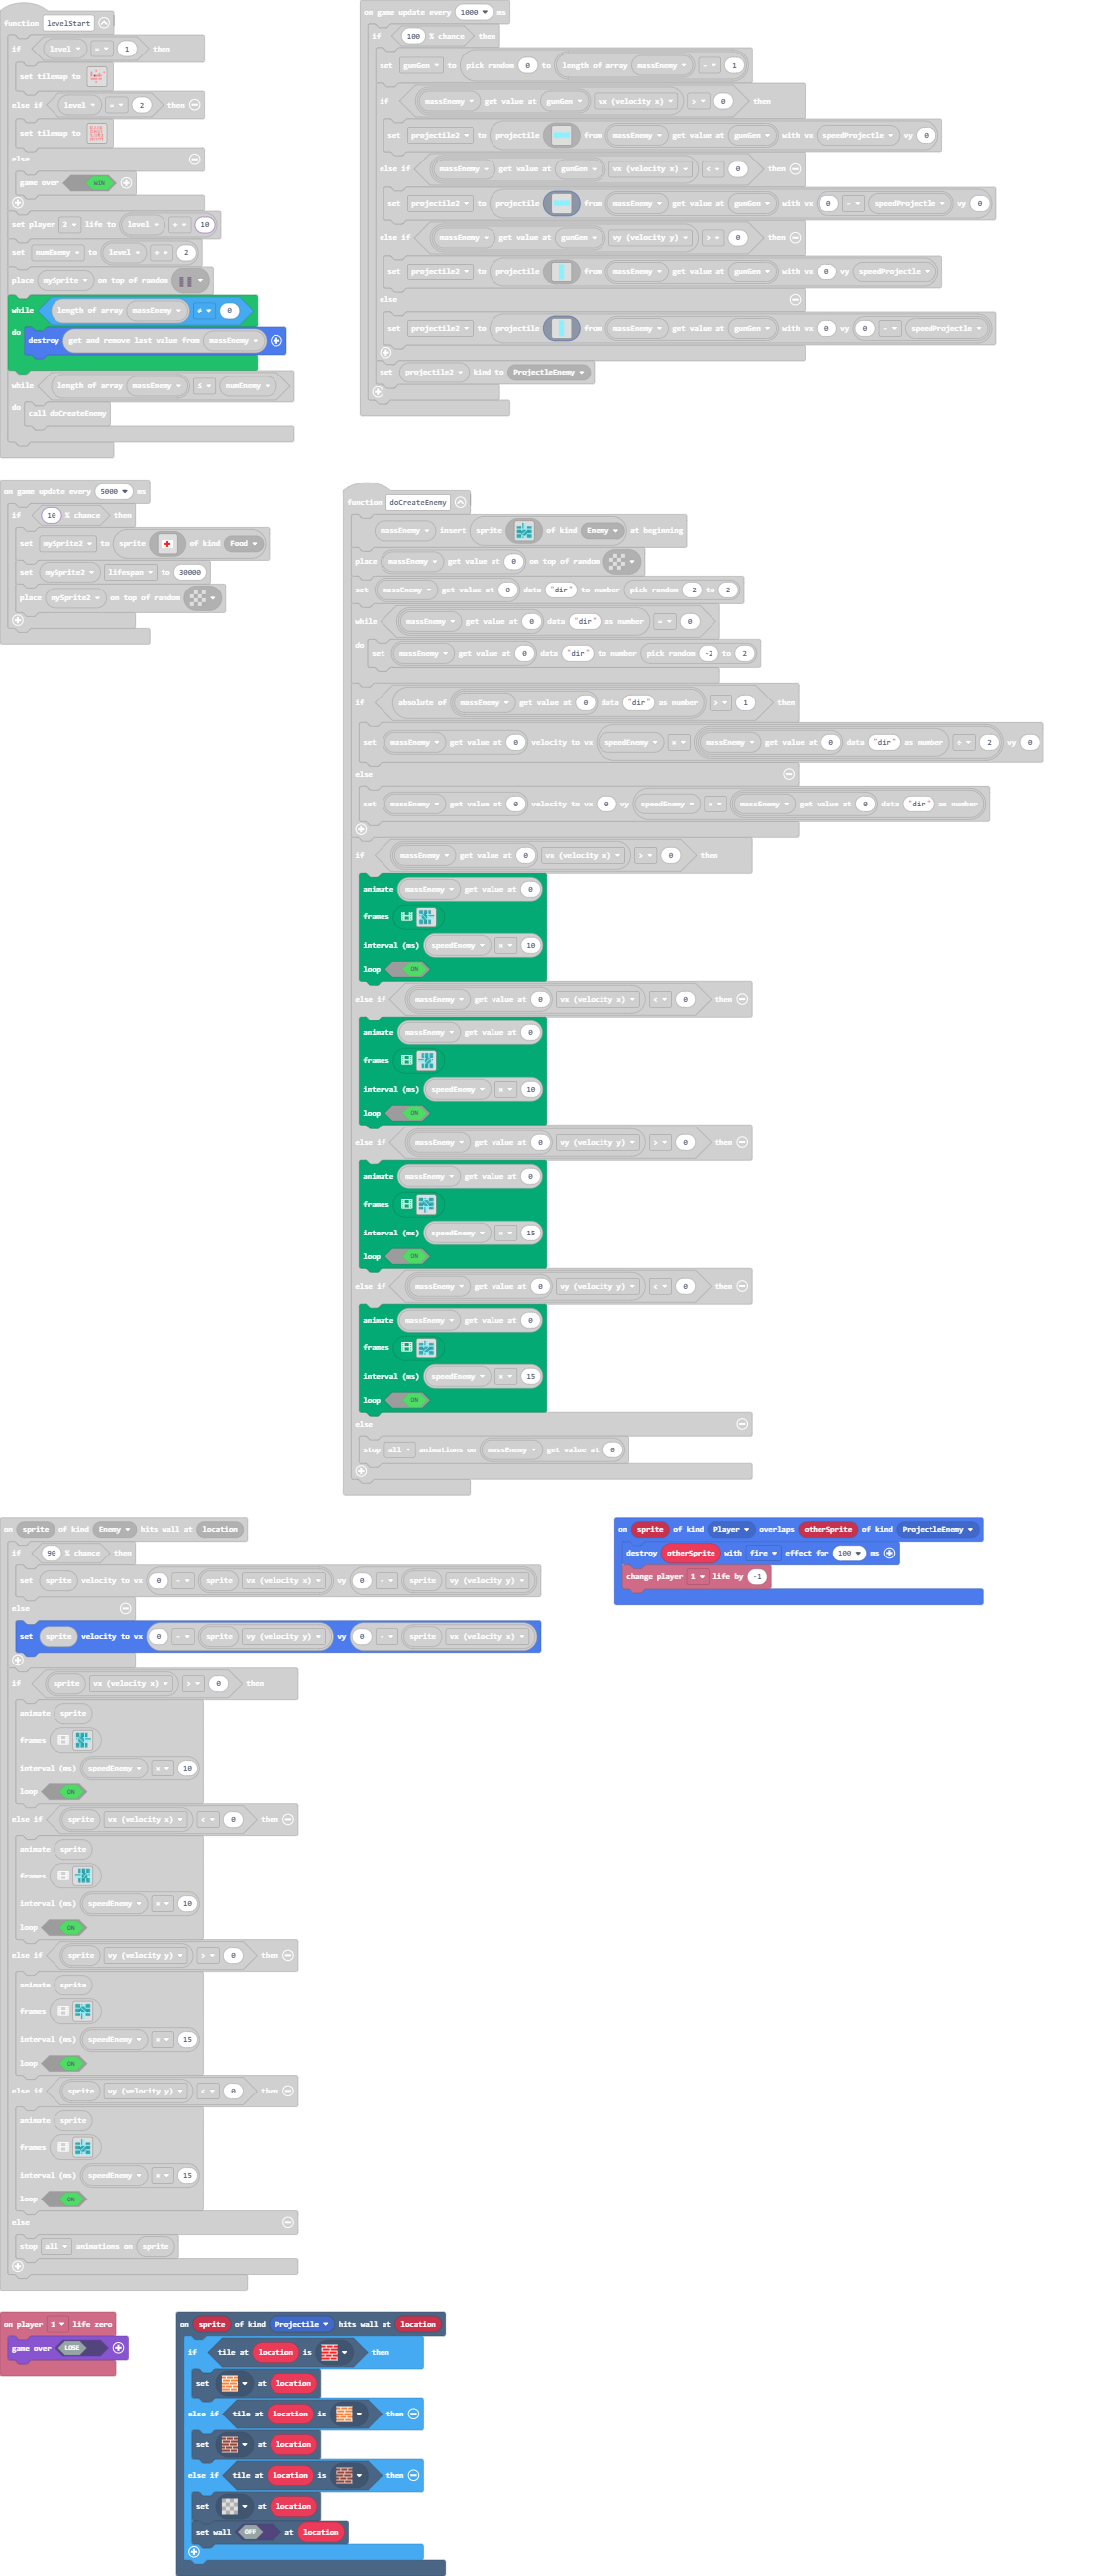 function levelStart
if level = 1 then
set tilemap to
else if level = 2 then
set tilemap to
else
game over WIN
set player 2 life to level + 10
set numEnemy to level + 2
place mySprite on top of random
while length of array massEnemy ≠ 0
do destroy get and remove last value from massEnemy
while length of array massEnemy ≤ numEnemy
do call doCreateEnemy
on game update every 1000 ms
if 100 % chance then
set gunGen to pick random 0 to length of array massEnemy - 1
if massEnemy get value at gunGen vx (velocity x) > 0 then
set projectile2 to projectile from massEnemy get value at gunGen with vx speedProjectle vy 0
else if massEnemy get value at gunGen vx (velocity x) < 0 then
set projectile2 to projectile from massEnemy get value at gunGen with vx 0 - speedProjectle vy 0
else if massEnemy get value at gunGen vy (velocity y) > 0 then
set projectile2 to projectile from massEnemy get value at gunGen with vx 0 vy speedProjectle
else
set projectile2 to projectile from massEnemy get value at gunGen with vx 0 vy 0 - speedProjectle
set projectile2 kind to ProjectleEnemy
on game update every 5000 ms
if 10 % chance then
set mySprite2 to sprite of kind Food
set mySprite2 lifespan to 30000
place mySprite2 on top of random
function doCreateEnemy
massEnemy insert sprite of kind Enemy at beginning
place massEnemy get value at 0 on top of random
set massEnemy get value at 0 data "dir" to number pick random -2 to 2
while massEnemy get value at 0 data "dir" as number = 0
do set massEnemy get value at 0 data "dir" to number pick random -2 to 2
if absolute of massEnemy get value at 0 data "dir" as number > 1 then
set massEnemy get value at 0 velocity to vx speedEnemy × massEnemy get value at 0 data "dir" as number ÷ 2 vy 0
else
set massEnemy get value at 0 velocity to vx 0 vy speedEnemy × massEnemy get value at 0 data "dir" as number
if massEnemy get value at 0 vx (velocity x) > 0 then
animate massEnemy get value at 0
frames
interval (ms) speedEnemy × 10
loop ON
else if massEnemy get value at 0 vx (velocity x) < 0 then
animate massEnemy get value at 0
frames
interval (ms) speedEnemy × 10
loop ON
else if massEnemy get value at 0 vy (velocity y) > 0 then
animate massEnemy get value at 0
frames
interval (ms) speedEnemy × 15
loop ON
else if massEnemy get value at 0 vy (velocity y) < 0 then
animate massEnemy get value at 0
frames
interval (ms) speedEnemy × 15
loop ON
else
stop all animations on massEnemy get value at 0
on sprite of kind Enemy hits wall at location
if 90 % chance then
set sprite velocity to vx 0 - sprite vx (velocity x) vy 0 - sprite vy (velocity y)
else
set sprite velocity to vx 0 - sprite vy (velocity y) vy 0 - sprite vx (velocity x)
if sprite vx (velocity x) > 0 then
animate sprite
frames
interval (ms) speedEnemy × 10
loop ON
else if sprite vx (velocity x) < 0 then
animate sprite
frames
interval (ms) speedEnemy × 10
loop ON
else if sprite vy (velocity y) > 0 then
animate sprite
frames
interval (ms) speedEnemy × 15
loop ON
else if sprite vy (velocity y) < 0 then
animate sprite
frames
interval (ms) speedEnemy × 15
loop ON
else
stop all animations on sprite
on sprite of kind Player overlaps otherSprite of kind ProjectleEnemy
destroy otherSprite with fire effect for 100 ms
change player 1 life by -1
on player 1 life zero
game over LOSE
on sprite of kind Projectile hits wall at location
if tile at location is then
set at location
else if tile at location is then
set at location
else if tile at location is then
set at location
set wall OFF at location